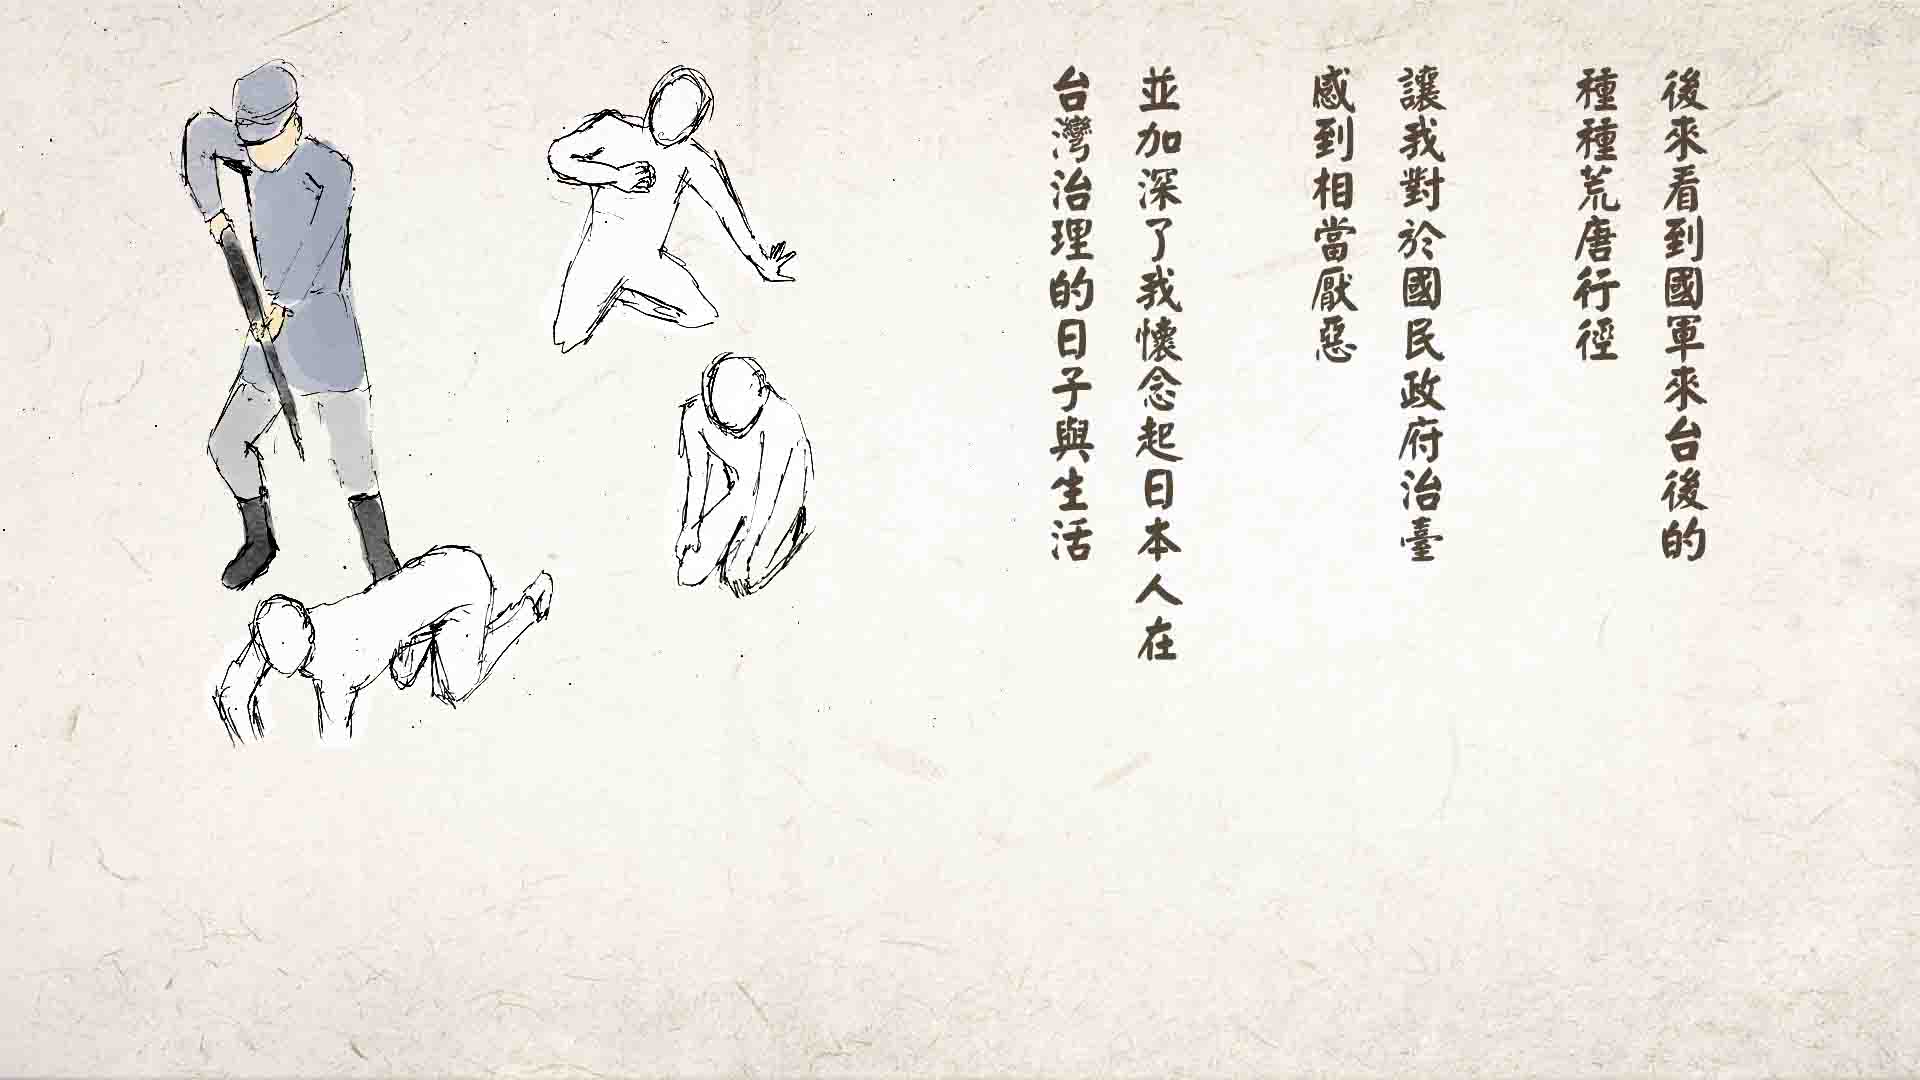 後來看到國軍來台後的
種種荒唐行徑
讓我對於國民政府治臺
感到相當厭惡
並加深了我懷念起日本人在
台灣治理的日子與生活